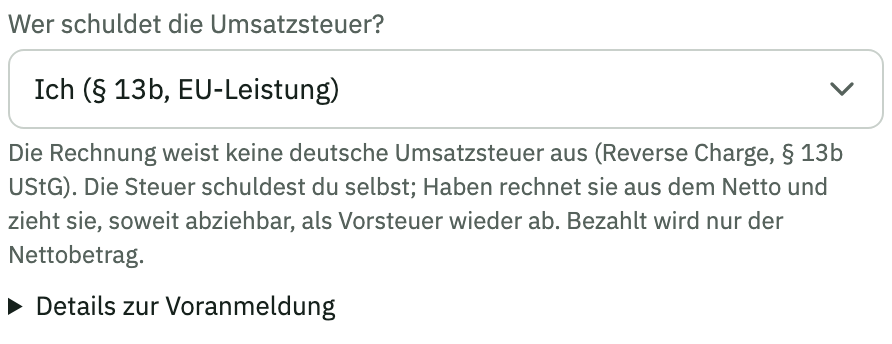 Wer schuldet die Umsatzsteuer?
Ich (§ 13b, EU-Leistung)
Die Rechnung weist keine deutsche Umsatzsteuer aus (Reverse Charge, § 13b
UStG). Die Steuer schuldest du selbst; Haben rechnet sie aus dem Netto und
zieht sie, soweit abziehbar, als Vorsteuer wieder ab. Bezahlt wird nur der
Nettobetrag.
Details zur Voranmeldung